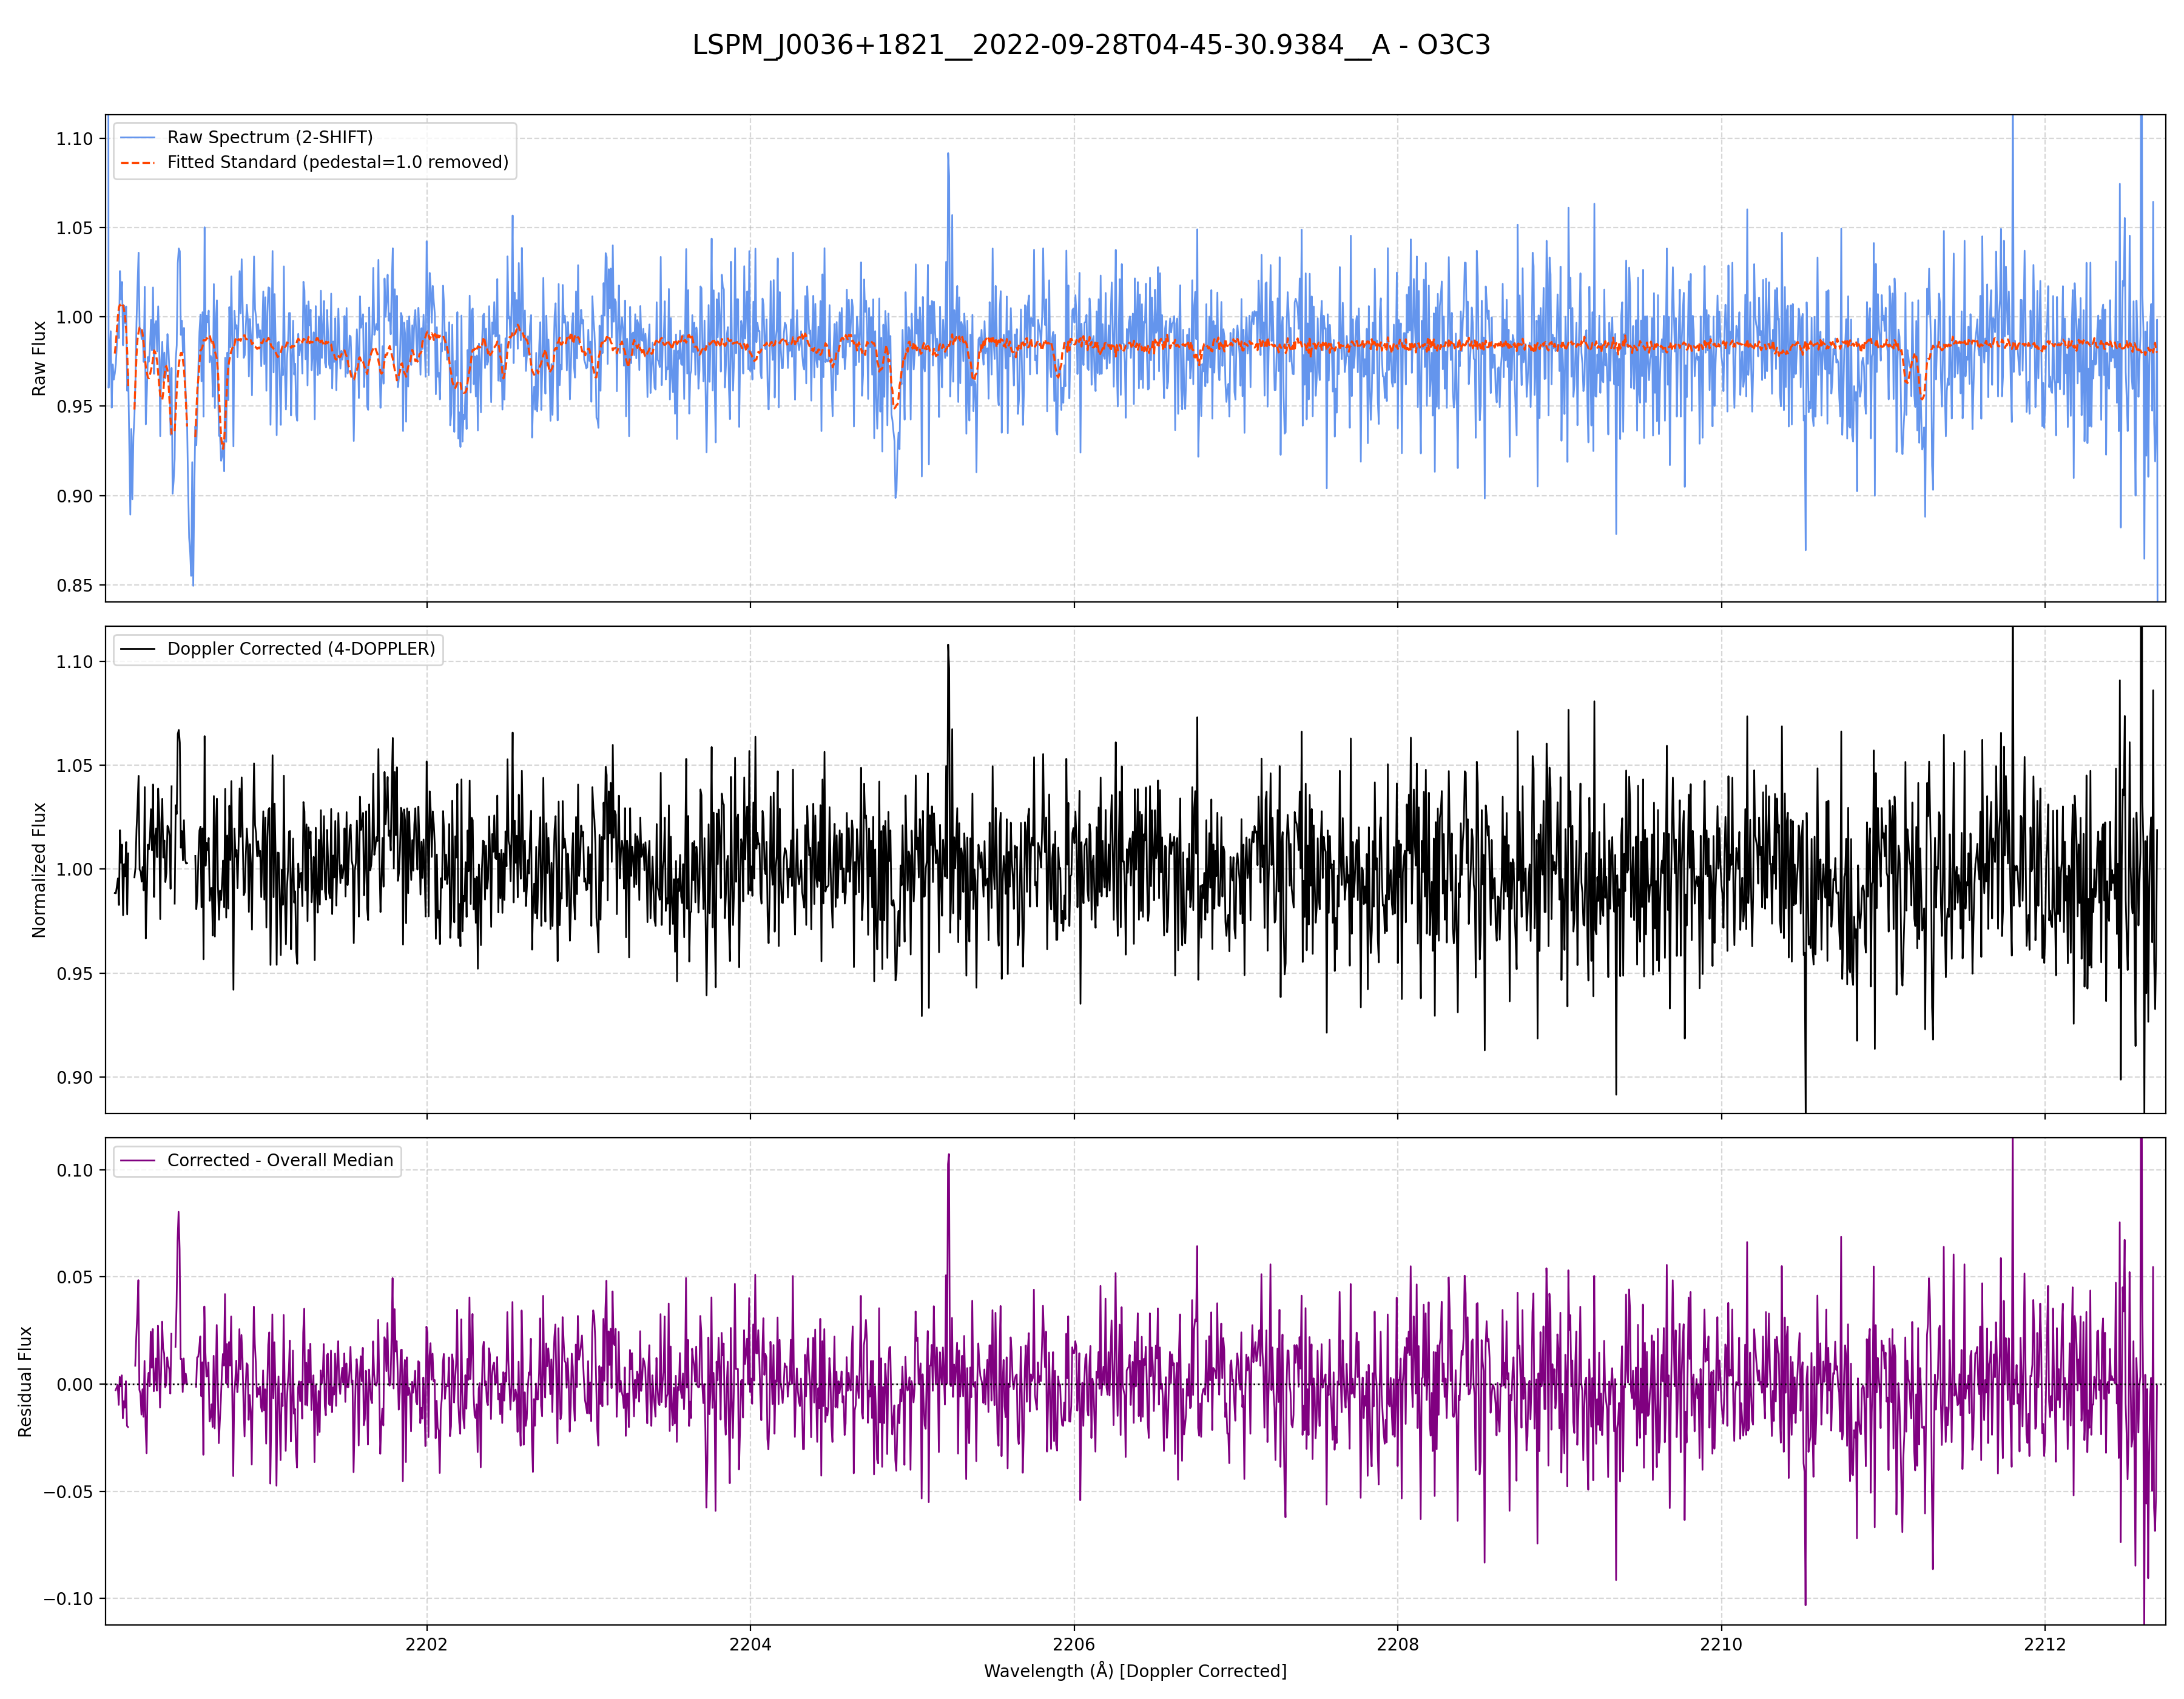 LSPM_J0036+1821__2022-09-28T04-45-30.9384__A - O3C3
Raw Spectrum (2-SHIFT)
Fitted Standard (pedestal=1.0 removed)
Raw Flux
1.10
1.05
1.00
0.95
0.90
0.85
Doppler Corrected (4-DOPPLER)
Normalized Flux
1.10
1.05
1.00
0.95
0.90
Corrected - Overall Median
Residual Flux
0.10
0.05
0.00
−0.05
−0.10
2202 2204 2206 2208 2210 2212
Wavelength (Å) [Doppler Corrected]